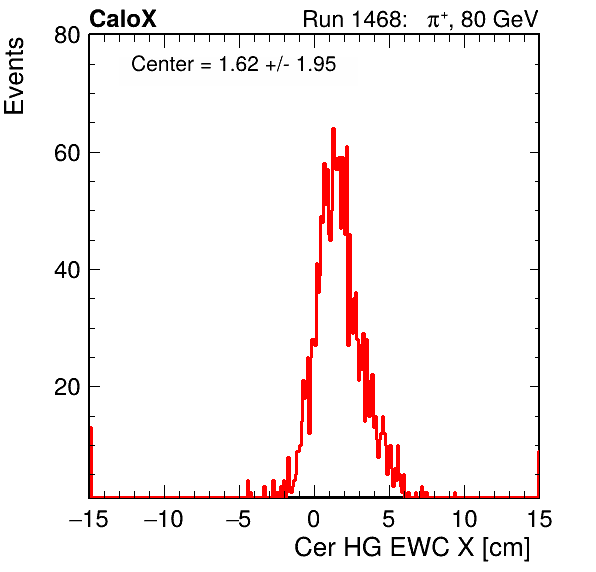 CaloX Run 1468: π⁺, 80 GeV
Events
Center = 1.62 +/- 1.95
80
60
40
20
−15 −10 −5 0 5 10 15
Cer HG EWC X [cm]